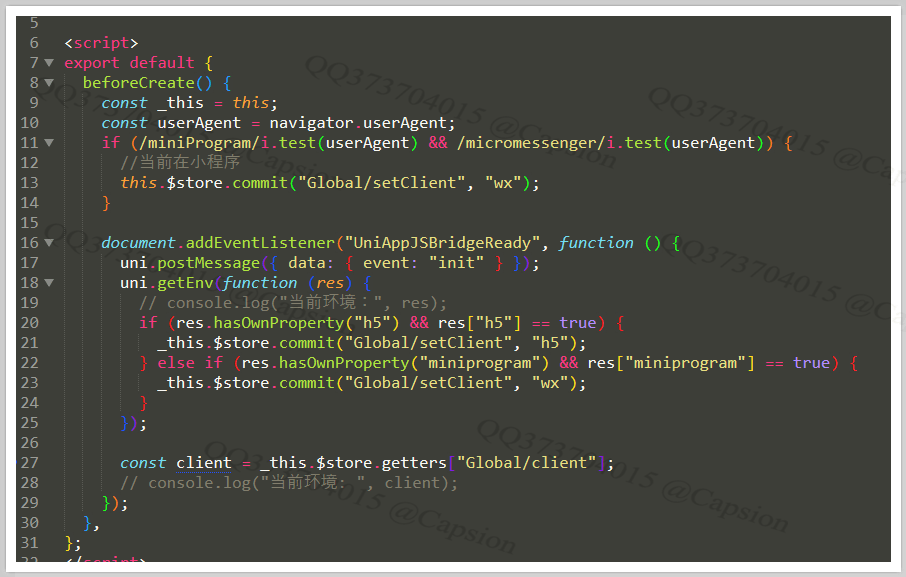 5
6 <script>
7 export default {
8 beforeCreate() {
9 const _this = this;
10 const userAgent = navigator.userAgent;
11 if (/miniProgram/i.test(userAgent) && /micromessenger/i.test(userAgent)) {
12 //当前在小程序
13 this.$store.commit("Global/setClient", "wx");
14 }
15
16 document.addEventListener("UniAppJSBridgeReady", function () {
17 uni.postMessage({ data: { event: "init" } });
18 uni.getEnv(function (res) {
19 // console.log("当前环境：", res);
20 if (res.hasOwnProperty("h5") && res["h5"] == true) {
21 _this.$store.commit("Global/setClient", "h5");
22 } else if (res.hasOwnProperty("miniprogram") && res["miniprogram"] == true) {
23 _this.$store.commit("Global/setClient", "wx");
24 }
25 });
26
27 const client = _this.$store.getters["Global/client"];
28 // console.log("当前环境: ", client);
29 });
30 },
31 };
32 </script>
QQ373704015 @Capsion
QQ373704015 @Capsion
QQ373704015 @Capsion
QQ373704015 @Capsion
QQ373704015 @Capsion
QQ373704015 @Capsion